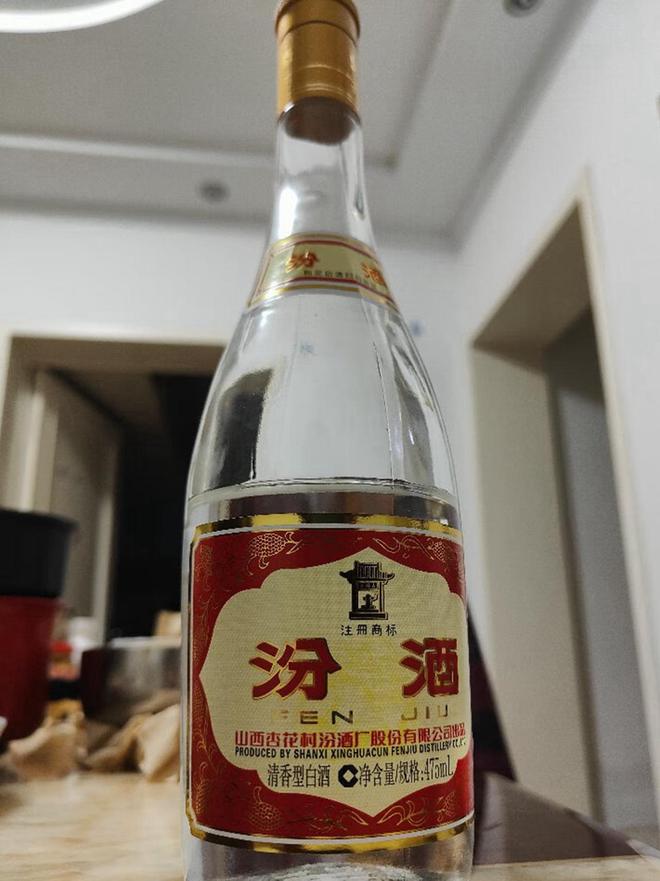 汾 酒
注册商标
汾 酒
FEN JIU
山西杏花村汾酒厂股份有限公司出品
PRODUCED BY SHANXI XINGHUACUN FENJIU DISTILLERY CO.,LTD.
清香型白酒 净含量/规格:475mL